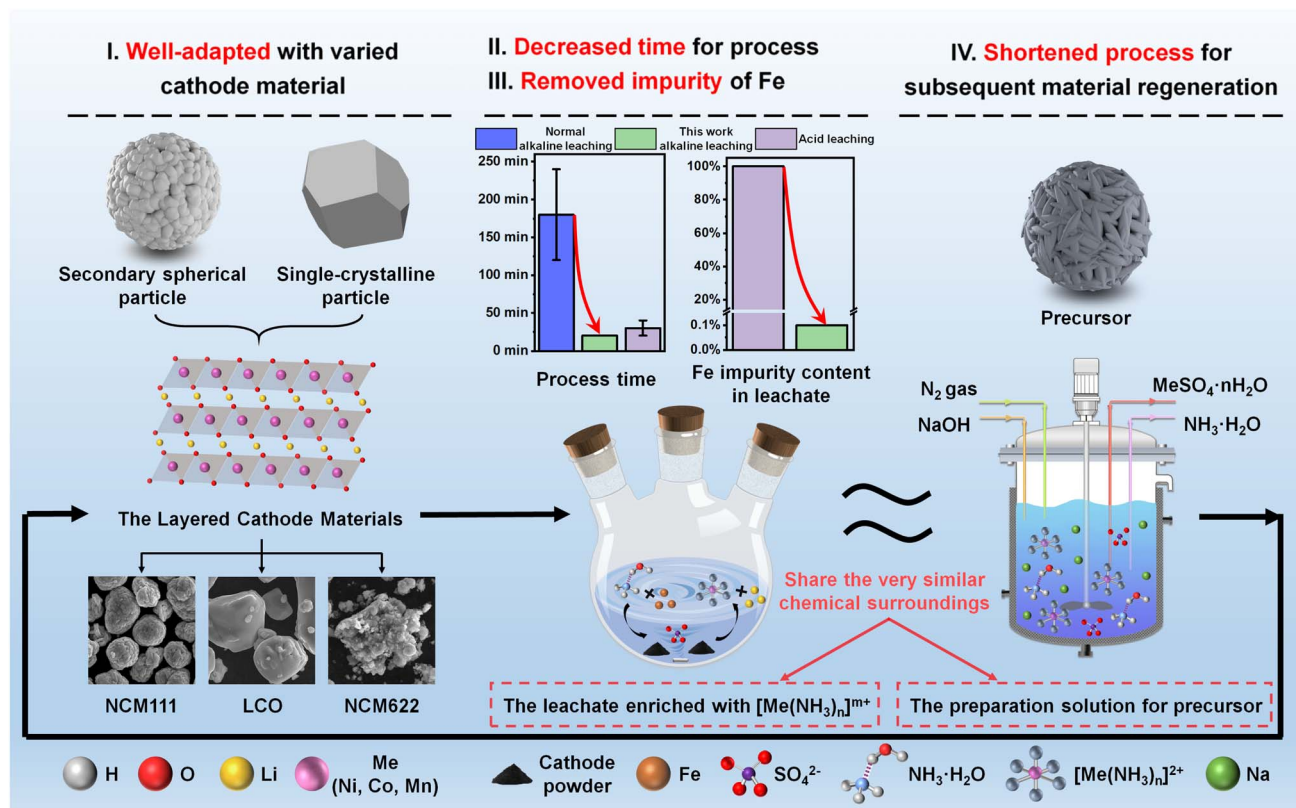 I. Well-adapted with varied
cathode material
II. Decreased time for process
III. Removed impurity of Fe
IV. Shortened process for
subsequent material regeneration
Secondary spherical
particle
Single-crystalline
particle
The Layered Cathode Materials
NCM111
LCO
NCM622
Normal
alkaline leaching
This work
alkaline leaching
Acid leaching
250 min
200 min
150 min
100 min
50 min
0 min
Process time
100%
80%
60%
40%
20%
0.1%
0.0%
Fe impurity content
in leachate
Precursor
N₂ gas
NaOH
MeSO₄·nH₂O
NH₃·H₂O
Share the very similar
chemical surroundings
The leachate enriched with [Me(NH₃)ₙ]ᵐ⁺
The preparation solution for precursor
H
O
Li
Me
(Ni, Co, Mn)
Cathode
powder
Fe
SO₄²⁻
NH₃·H₂O
[Me(NH₃)ₙ]²⁺
Na